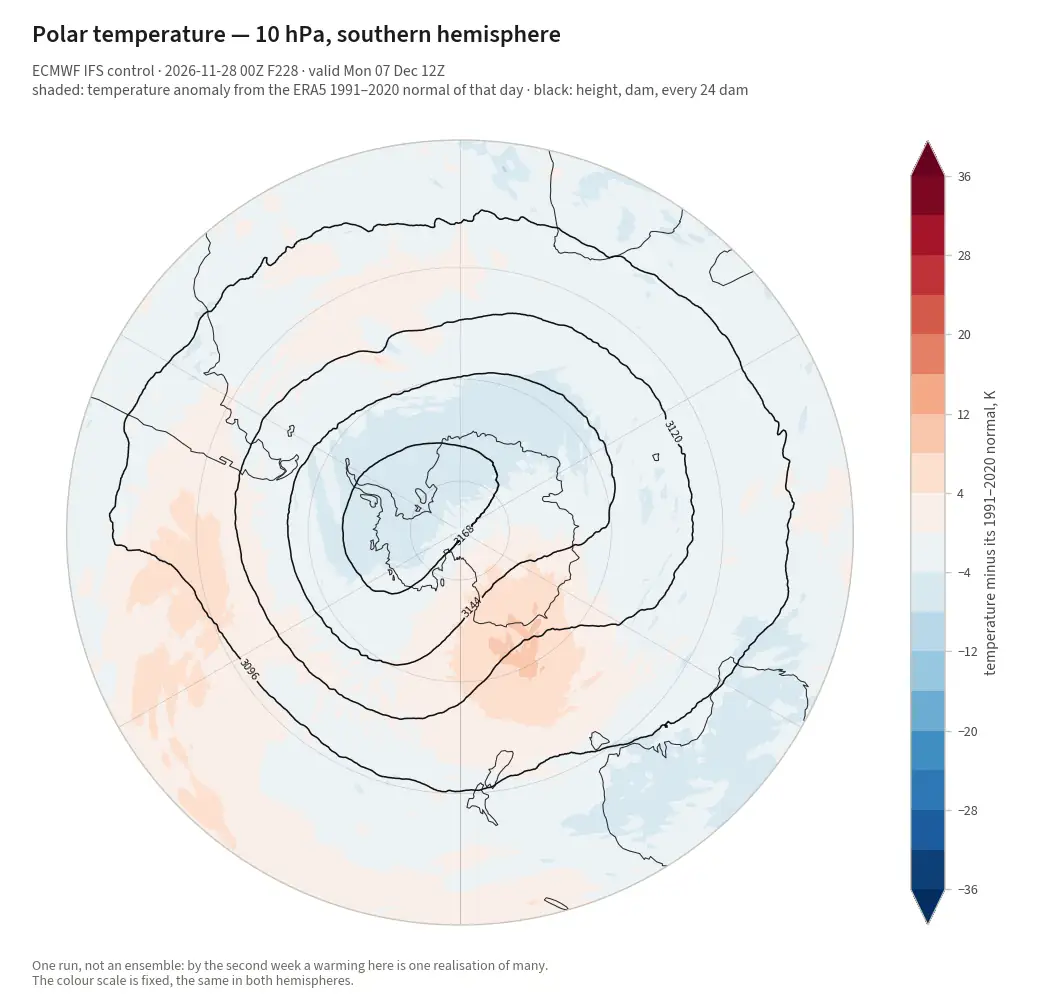 Polar temperature — 10 hPa, southern hemisphere
ECMWF IFS control · 2026-11-28 00Z F228 · valid Mon 07 Dec 12Z
shaded: temperature anomaly from the ERA5 1991–2020 normal of that day · black: height, dam, every 24 dam
36
28
20
12
4
−4
−12
−20
−28
−36
temperature minus its 1991–2020 normal, K
3120
3168
3144
3096
One run, not an ensemble: by the second week a warming here is one realisation of many.
The colour scale is fixed, the same in both hemispheres.